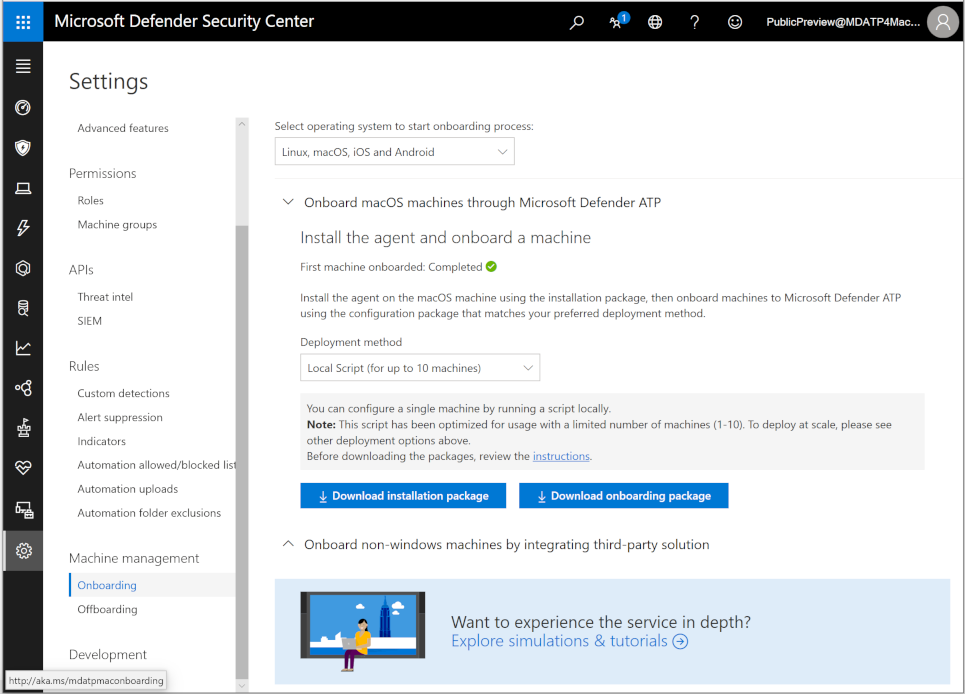 Microsoft Defender Security Center
1
PublicPreview@MDATP4Mac...
Settings
Advanced features
Permissions
Roles
Machine groups
APIs
Threat intel
SIEM
Rules
Custom detections
Alert suppression
Indicators
Automation allowed/blocked list
Automation uploads
Automation folder exclusions
Machine management
Onboarding
Offboarding
Development
http://aka.ms/mdatpmaconboarding
Select operating system to start onboarding process:
Linux, macOS, iOS and Android
Onboard macOS machines through Microsoft Defender ATP
Install the agent and onboard a machine
First machine onboarded: Completed
Install the agent on the macOS machine using the installation package, then onboard machines to Microsoft Defender ATP
using the configuration package that matches your preferred deployment method.
Deployment method
Local Script (for up to 10 machines)
You can configure a single machine by running a script locally.
Note: This script has been optimized for usage with a limited number of machines (1-10). To deploy at scale, please see
other deployment options above.
Before downloading the packages, review the instructions.
Download installation package
Download onboarding package
Onboard non-windows machines by integrating third-party solution
Want to experience the service in depth?
Explore simulations & tutorials